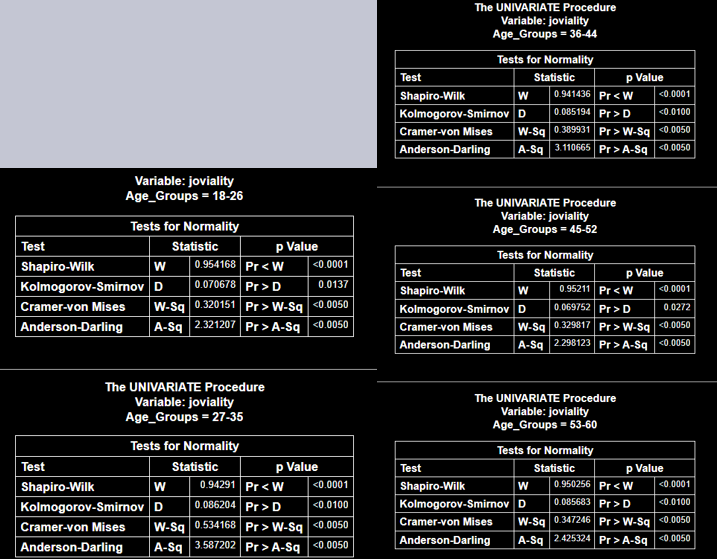 Variable: joviality
Age_Groups = 18-26
Tests for Normality
Test Statistic p Value
Shapiro-Wilk W 0.954168 Pr < W <0.0001
Kolmogorov-Smirnov D 0.070678 Pr > D 0.0137
Cramer-von Mises W-Sq 0.320151 Pr > W-Sq <0.0050
Anderson-Darling A-Sq 2.321207 Pr > A-Sq <0.0050
The UNIVARIATE Procedure
Variable: joviality
Age_Groups = 27-35
Tests for Normality
Test Statistic p Value
Shapiro-Wilk W 0.94291 Pr < W <0.0001
Kolmogorov-Smirnov D 0.086204 Pr > D <0.0100
Cramer-von Mises W-Sq 0.534168 Pr > W-Sq <0.0050
Anderson-Darling A-Sq 3.587202 Pr > A-Sq <0.0050
The UNIVARIATE Procedure
Variable: joviality
Age_Groups = 36-44
Tests for Normality
Test Statistic p Value
Shapiro-Wilk W 0.941436 Pr < W <0.0001
Kolmogorov-Smirnov D 0.085194 Pr > D <0.0100
Cramer-von Mises W-Sq 0.389931 Pr > W-Sq <0.0050
Anderson-Darling A-Sq 3.110665 Pr > A-Sq <0.0050
The UNIVARIATE Procedure
Variable: joviality
Age_Groups = 45-52
Tests for Normality
Test Statistic p Value
Shapiro-Wilk W 0.95211 Pr < W <0.0001
Kolmogorov-Smirnov D 0.069752 Pr > D 0.0272
Cramer-von Mises W-Sq 0.329817 Pr > W-Sq <0.0050
Anderson-Darling A-Sq 2.298123 Pr > A-Sq <0.0050
The UNIVARIATE Procedure
Variable: joviality
Age_Groups = 53-60
Tests for Normality
Test Statistic p Value
Shapiro-Wilk W 0.950256 Pr < W <0.0001
Kolmogorov-Smirnov D 0.085683 Pr > D <0.0100
Cramer-von Mises W-Sq 0.347246 Pr > W-Sq <0.0050
Anderson-Darling A-Sq 2.425324 Pr > A-Sq <0.0050